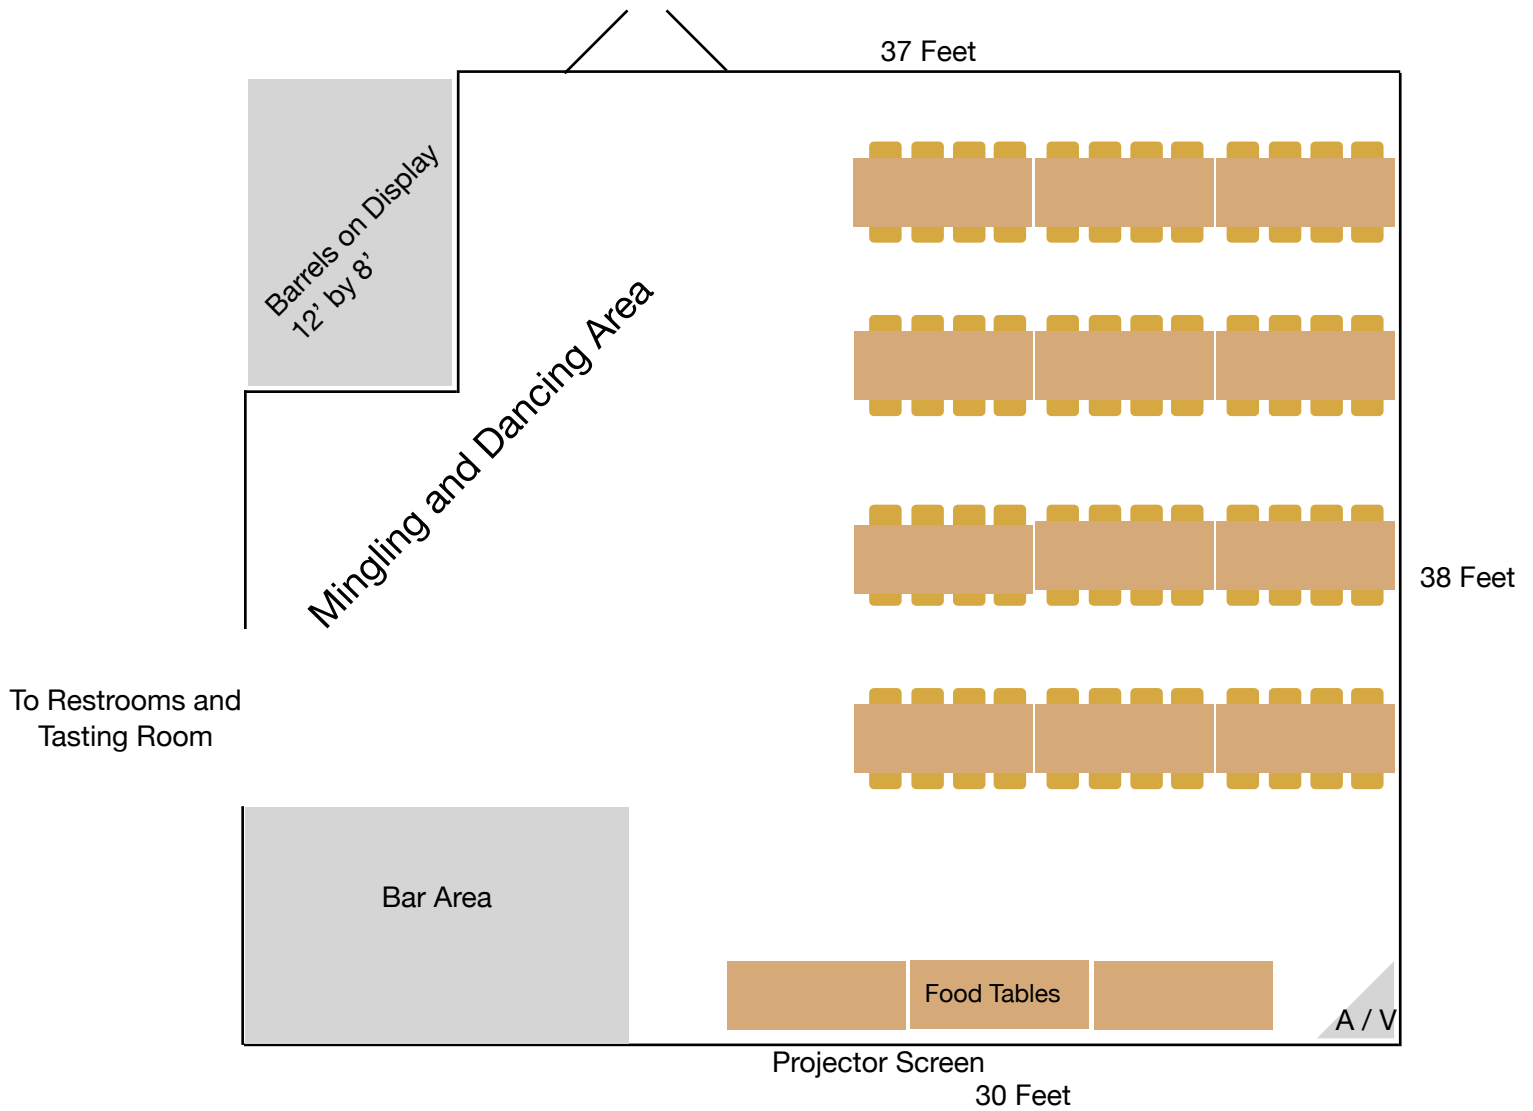 37 Feet
Barrels on Display
12’ by 8’
Mingling and Dancing Area
38 Feet
To Restrooms and
Tasting Room
Bar Area
Food Tables
A / V
Projector Screen
30 Feet